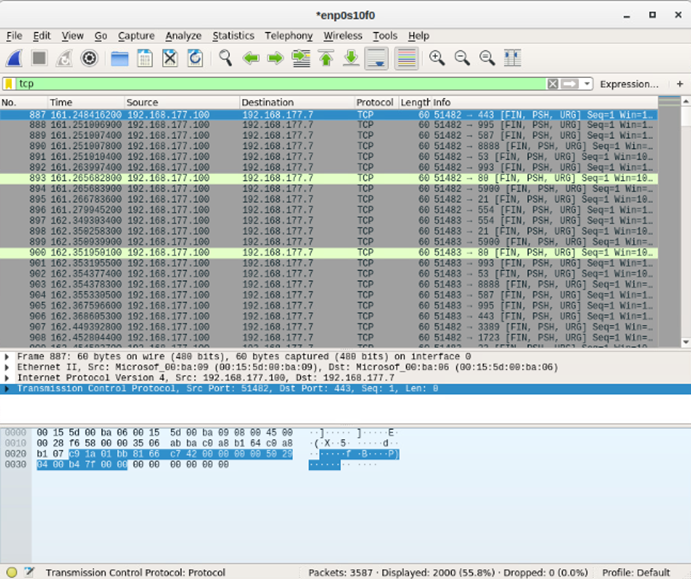 *enp0s10f0
File Edit View Go Capture Analyze Statistics Telephony Wireless Tools Help
tcp Expression... +
No. Time Source Destination Protocol Length Info
887 161.248416200 192.168.177.100 192.168.177.7 TCP 60 51482 → 443 [FIN, PSH, URG] Seq=1 Win=1…
888 161.251006900 192.168.177.100 192.168.177.7 TCP 60 51482 → 995 [FIN, PSH, URG] Seq=1 Win=1…
889 161.251007400 192.168.177.100 192.168.177.7 TCP 60 51482 → 587 [FIN, PSH, URG] Seq=1 Win=1…
890 161.251009000 192.168.177.100 192.168.177.7 TCP 60 51482 → 8888 [FIN, PSH, URG] Seq=1 Win=1…
891 161.251010400 192.168.177.100 192.168.177.7 TCP 60 51482 → 53 [FIN, PSH, URG] Seq=1 Win=10…
892 161.263997400 192.168.177.100 192.168.177.7 TCP 60 51482 → 993 [FIN, PSH, URG] Seq=1 Win=1…
893 161.265682800 192.168.177.100 192.168.177.7 TCP 60 51482 → 80 [FIN, PSH, URG] Seq=1 Win=10…
894 161.265683900 192.168.177.100 192.168.177.7 TCP 60 51482 → 5900 [FIN, PSH, URG] Seq=1 Win=…
895 161.266783600 192.168.177.100 192.168.177.7 TCP 60 51482 → 21 [FIN, PSH, URG] Seq=1 Win=10…
896 161.279945200 192.168.177.100 192.168.177.7 TCP 60 51482 → 554 [FIN, PSH, URG] Seq=1 Win=1…
897 162.349303400 192.168.177.100 192.168.177.7 TCP 60 51483 → 554 [FIN, PSH, URG] Seq=1 Win=1…
898 162.350258300 192.168.177.100 192.168.177.7 TCP 60 51483 → 21 [FIN, PSH, URG] Seq=1 Win=10…
899 162.350939900 192.168.177.100 192.168.177.7 TCP 60 51483 → 5900 [FIN, PSH, URG] Seq=1 Win=…
900 162.351950100 192.168.177.100 192.168.177.7 TCP 60 51483 → 80 [FIN, PSH, URG] Seq=1 Win=10…
901 162.353195500 192.168.177.100 192.168.177.7 TCP 60 51483 → 993 [FIN, PSH, URG] Seq=1 Win=1…
902 162.354377400 192.168.177.100 192.168.177.7 TCP 60 51483 → 53 [FIN, PSH, URG] Seq=1 Win=10…
903 162.354378300 192.168.177.100 192.168.177.7 TCP 60 51483 → 8888 [FIN, PSH, URG] Seq=1 Win=…
904 162.355339500 192.168.177.100 192.168.177.7 TCP 60 51483 → 587 [FIN, PSH, URG] Seq=1 Win=1…
905 162.367596600 192.168.177.100 192.168.177.7 TCP 60 51483 → 995 [FIN, PSH, URG] Seq=1 Win=1…
906 162.368605300 192.168.177.100 192.168.177.7 TCP 60 51483 → 443 [FIN, PSH, URG] Seq=1 Win=1…
907 162.449392800 192.168.177.100 192.168.177.7 TCP 60 51482 → 3389 [FIN, PSH, URG] Seq=1 Win=…
908 162.452804400 192.168.177.100 192.168.177.7 TCP 60 51482 → 1723 [FIN, PSH, URG] Seq=1 Win=…
Frame 887: 60 bytes on wire (480 bits), 60 bytes captured (480 bits) on interface 0
Ethernet II, Src: Microsof_00:ba:09 (00:15:5d:00:ba:09), Dst: Microsof_00:ba:06 (00:15:5d:00:ba:06)
Internet Protocol Version 4, Src: 192.168.177.100, Dst: 192.168.177.7
Transmission Control Protocol, Src Port: 51482, Dst Port: 443, Seq: 1, Len: 0
0000 00 15 5d 00 ba 06 00 15 5d 00 ba 09 08 00 45 00 ··]····· ]·····E·
0010 00 28 f6 58 00 00 35 06 ab ba c0 a8 b1 64 c0 a8 ·(·X··5· ·····d··
0020 b1 07 c9 1a 01 bb 81 66 c7 42 00 00 00 00 50 29 ·······f ·B····P)
0030 04 00 b4 7f 00 00 00 00 00 00 00 00 ········ ····
Transmission Control Protocol: Protocol Packets: 3587 · Displayed: 2000 (55.8%) · Dropped: 0 (0.0%) Profile: Default